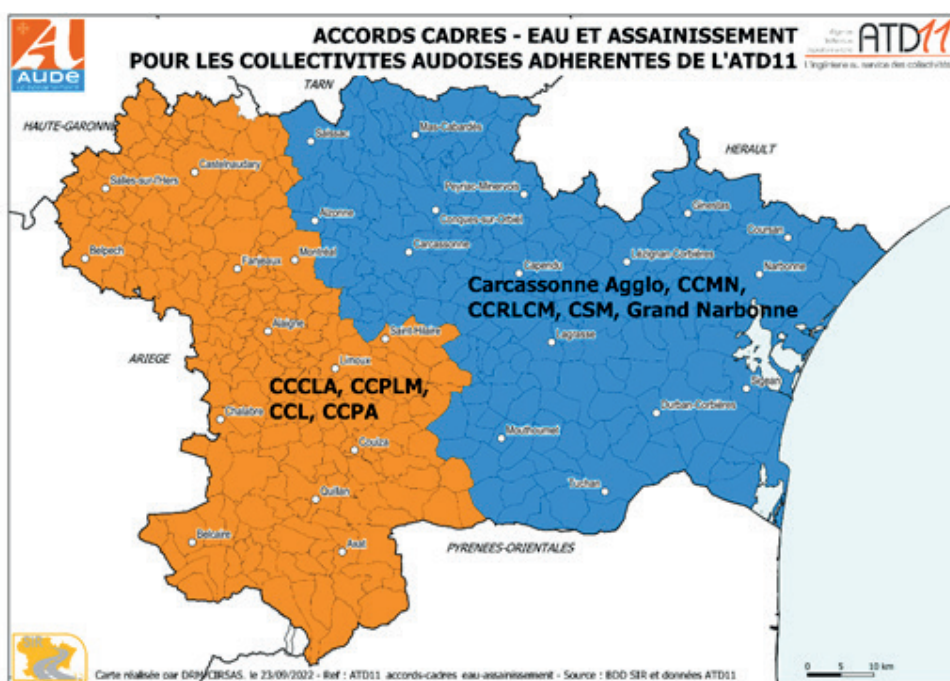 ACCORDS CADRES - EAU ET ASSAINISSEMENT
POUR LES COLLECTIVITES AUDOISES ADHERENTES DE L'ATD11
AUDE
ATD11
L'ingénierie au service des collectivités
TARN
HAUTE-GARONNE
HERAULT
Saissac
Mas-Cabardès
Castelnaudary
Salles-sur-l'Hers
Peyriac-Minervois
Alzonne
Conques-sur-Orbiel
Ginestas
Coursan
Belpech
Fanjeaux
Montréal
Carcassonne
Capendu
Lézignan-Corbières
Narbonne
Carcassonne Agglo, CCMN,
CCRLCM, CSM, Grand Narbonne
Alaigne
Saint-Hilaire
Lagrasse
ARIEGE
Limoux
CCCLA, CCPLM,
CCL, CCPA
Sigean
Chalabre
Durban-Corbières
Couiza
Mouthoumet
Quillan
Tuchan
Belcaire
Axat
PYRENEES-ORIENTALES
Carte réalisée par DRM/CIRSAS, le 23/09/2022 - Ref : ATD11_accords-cadres_eau-assainissement - Source : BDD SIR et données ATD11
0 5 10 km